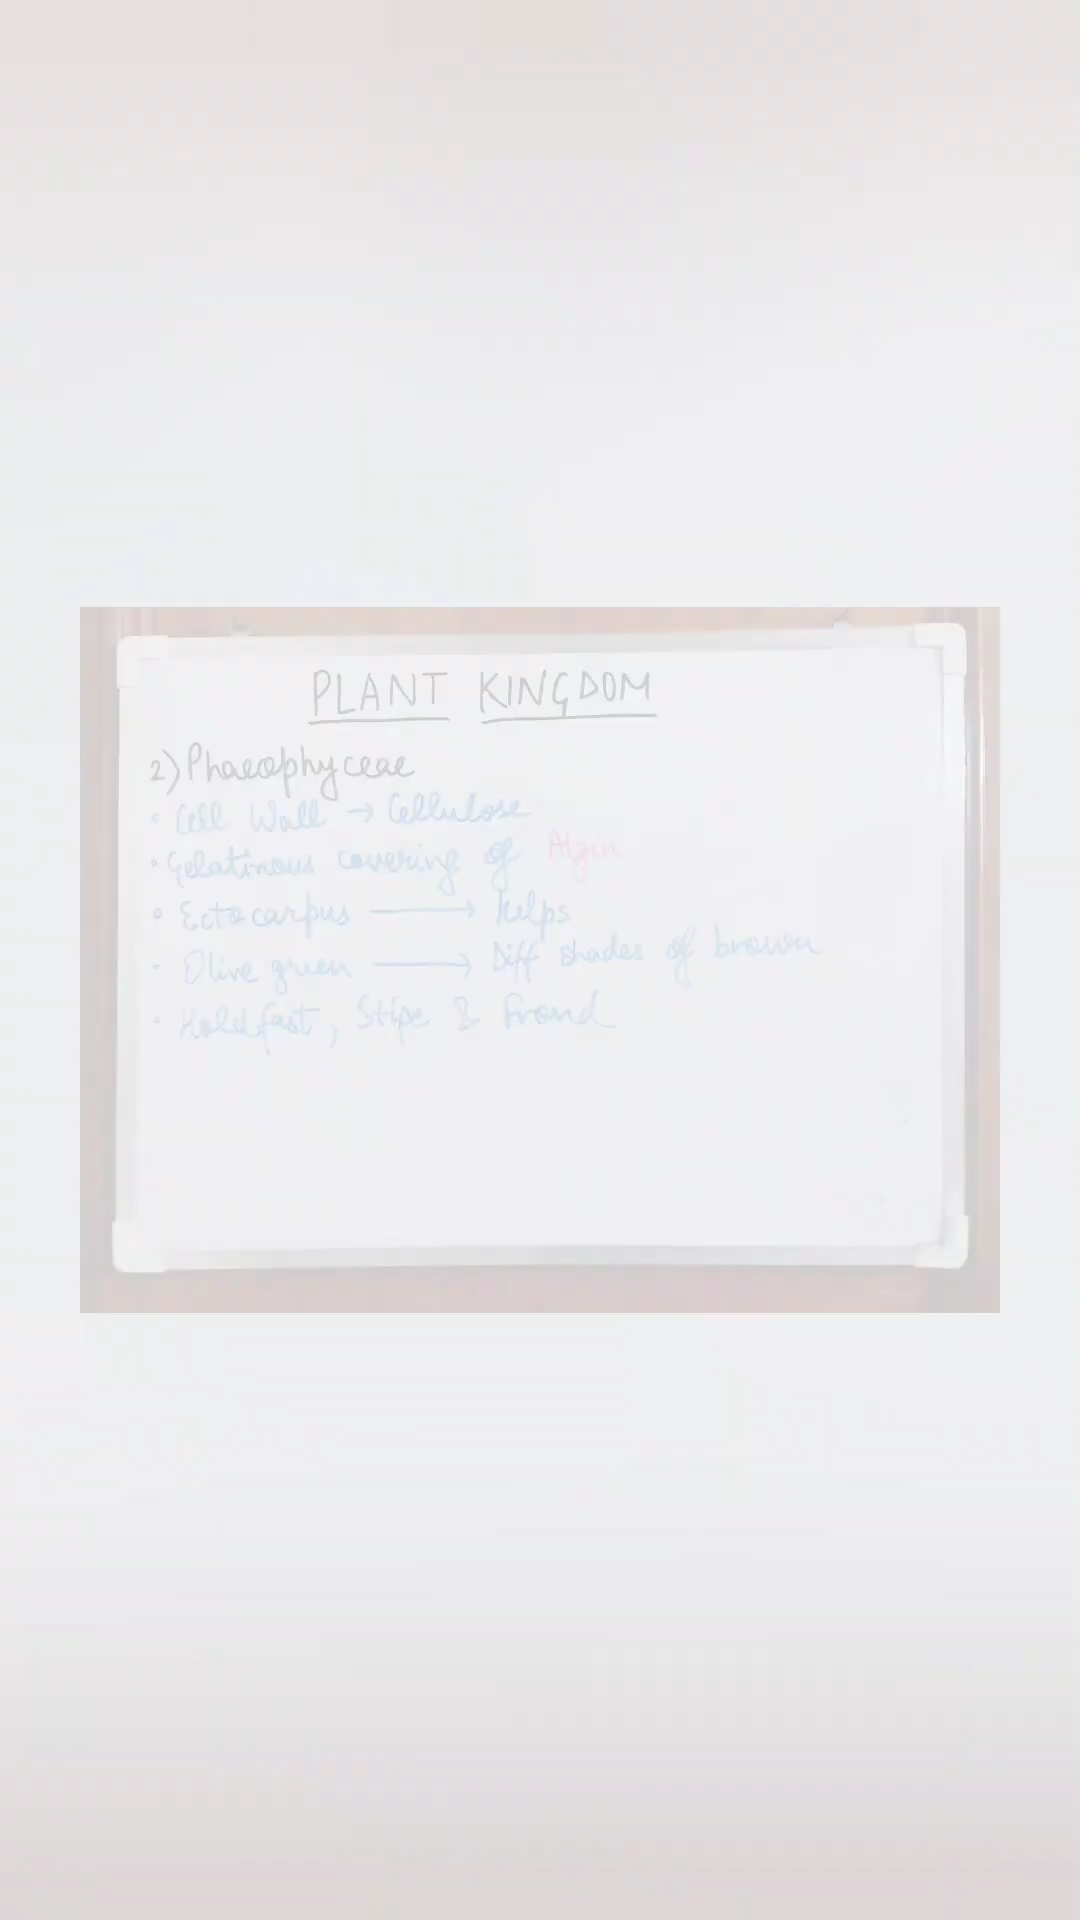 PLANT KINGDOM
2) Phaeophyceae
• Cell Wall → Cellulose
• Gelatinous covering of Algin
• Ectocarpus → Kelps
• Olive green → Diff shades of brown
• Holdfast, Stipe & Frond